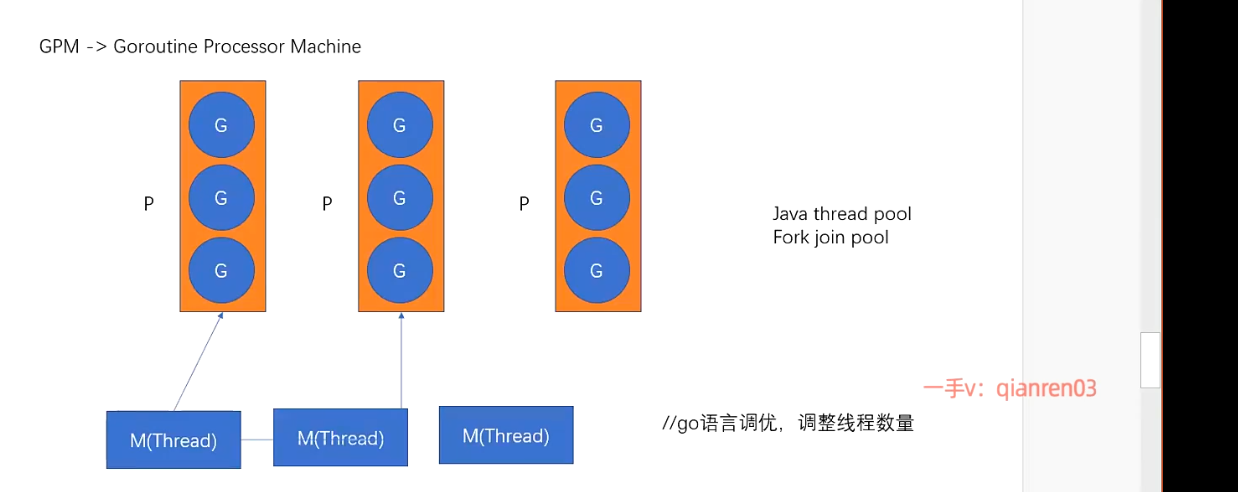 GPM -> Goroutine Processor Machine
G
G
G
P
G
G
G
P
G
G
G
P
Java thread pool
Fork join pool
一手v：qianren03
M(Thread)
M(Thread)
M(Thread)
//go语言调优，调整线程数量